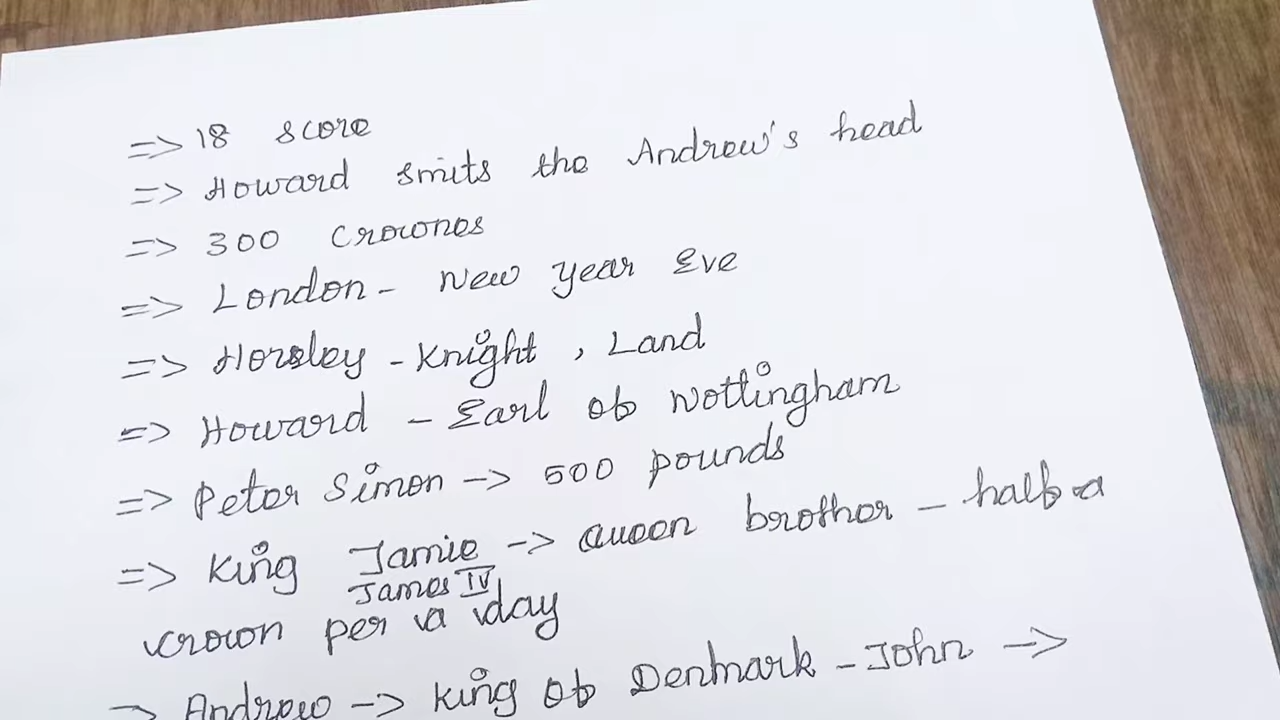 => 18 score
=> Howard smits the Andrew's head
=> 300 Crownes
=> London - New year Eve
=> Horsley - Knight , Land
=> Howard - Earl of Nottingham
=> Peter Simon -> 500 pounds
=> King Jamie -> Queen brother - half a
James IV
crown per a day
=> Andrew -> King of Denmark - John ->